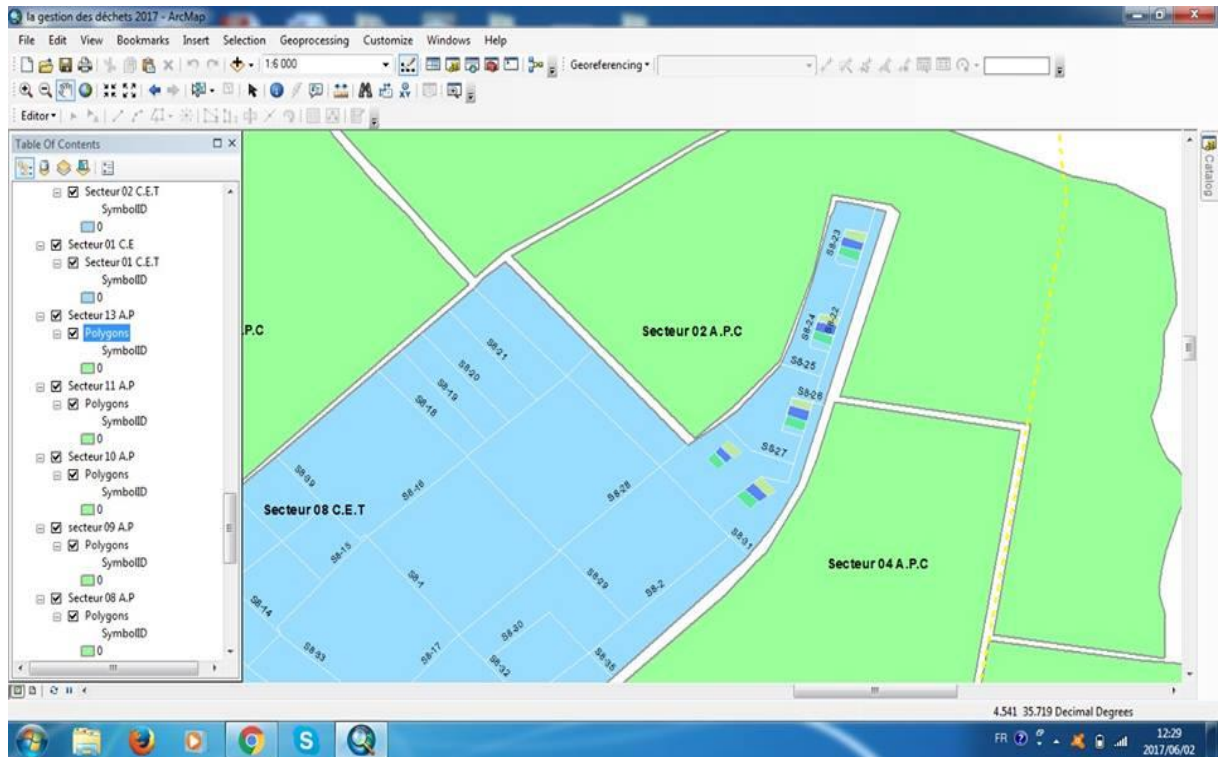 la gestion des déchets 2017 - ArcMap
File Edit View Bookmarks Insert Selection Geoprocessing Customize Windows Help
1:6 000
Georeferencing
Editor
Table Of Contents
Secteur 02 C.E.T
SymbolID
0
Secteur 01 C.E
Secteur 01 C.E.T
SymbolID
0
Secteur 13 A.P
Polygons
SymbolID
0
Secteur 11 A.P
Polygons
SymbolID
0
Secteur 10 A.P
Polygons
SymbolID
0
secteur 09 A.P
Polygons
SymbolID
0
Secteur 08 A.P
Polygons
SymbolID
0
Catalog
.P.C
Secteur 02 A.P.C
Secteur 08 C.E.T
Secteur 04 A.P.C
S8-23
S8-24
S8-22
S8-25
S8-26
S8-27
S8-21
S8-20
S8-19
S8-18
S8-16
S8-28
S8-15
S8-1
S8-29
S8-2
S8-14
S8-33
S8-17
S8-30
S8-32
S8-35
4.541 35.719 Decimal Degrees
FR
12:29
2017/06/02